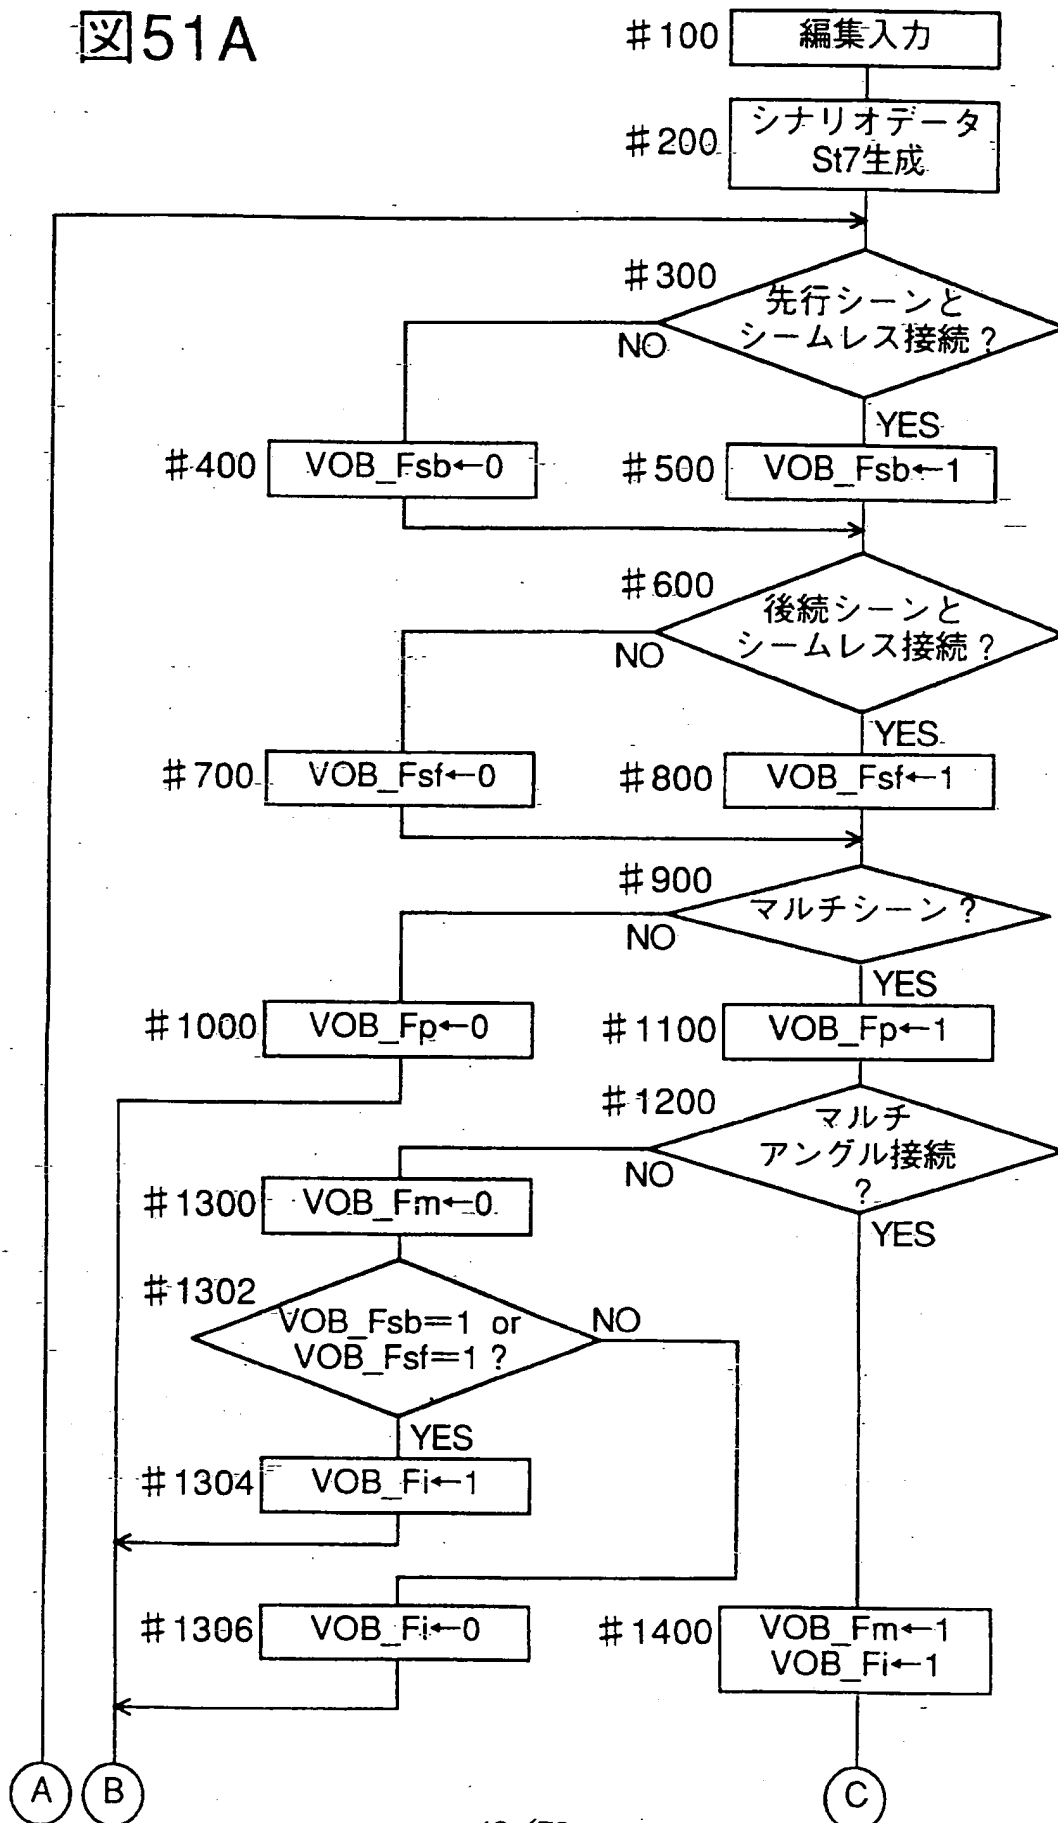 図51A
#100 編集入力
#200 シナリオデータ
St7生成
#300 先行シーンと
シームレス接続?
NO
YES
#400 VOB_Fsb←0
#500 VOB_Fsb←1
#600 後続シーンと
シームレス接続?
NO
YES
#700 VOB_Fsf←0
#800 VOB_Fsf←1
#900 マルチシーン?
NO
YES
#1000 VOB_Fp←0
#1100 VOB_Fp←1
#1200 マルチ
アングル接続
?
NO
YES
#1300 VOB_Fm←0
#1302 VOB_Fsb=1 or
VOB_Fsf=1?
NO
YES
#1304 VOB_Fi←1
#1306 VOB_Fi←0
#1400 VOB_Fm←1
VOB_Fi←1
A
B
C